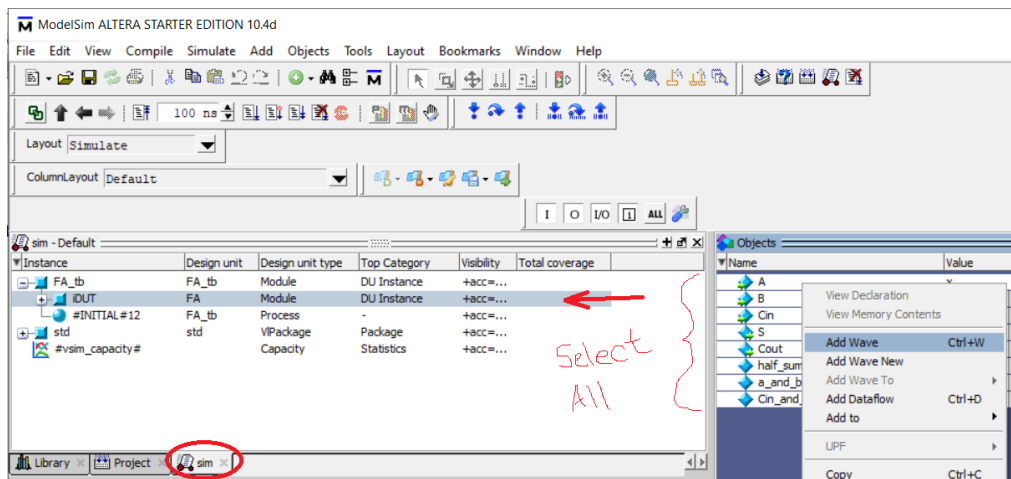 ModelSim ALTERA STARTER EDITION 10.4d
File Edit View Compile Simulate Add Objects Tools Layout Bookmarks Window Help
100 ns
Layout Simulate
ColumnLayout Default
I O I/O i ALL
sim - Default
Instance Design unit Design unit type Top Category Visibility Total coverage
FA_tb FA_tb Module DU Instance +acc=...
iDUT FA Module DU Instance +acc=...
#INITIAL#12 FA_tb Process - +acc=...
std std VIPackage Package +acc=...
#vsim_capacity# Capacity Statistics +acc=...
Select
All
Library Project sim
Objects
Name Value
A
B
Cin
S
Cout
half_sum
a_and_b
Cin_and_
View Declaration
View Memory Contents
Add Wave Ctrl+W
Add Wave New
Add Wave To
Add Dataflow Ctrl+D
Add to
UPF
Copy Ctrl+C